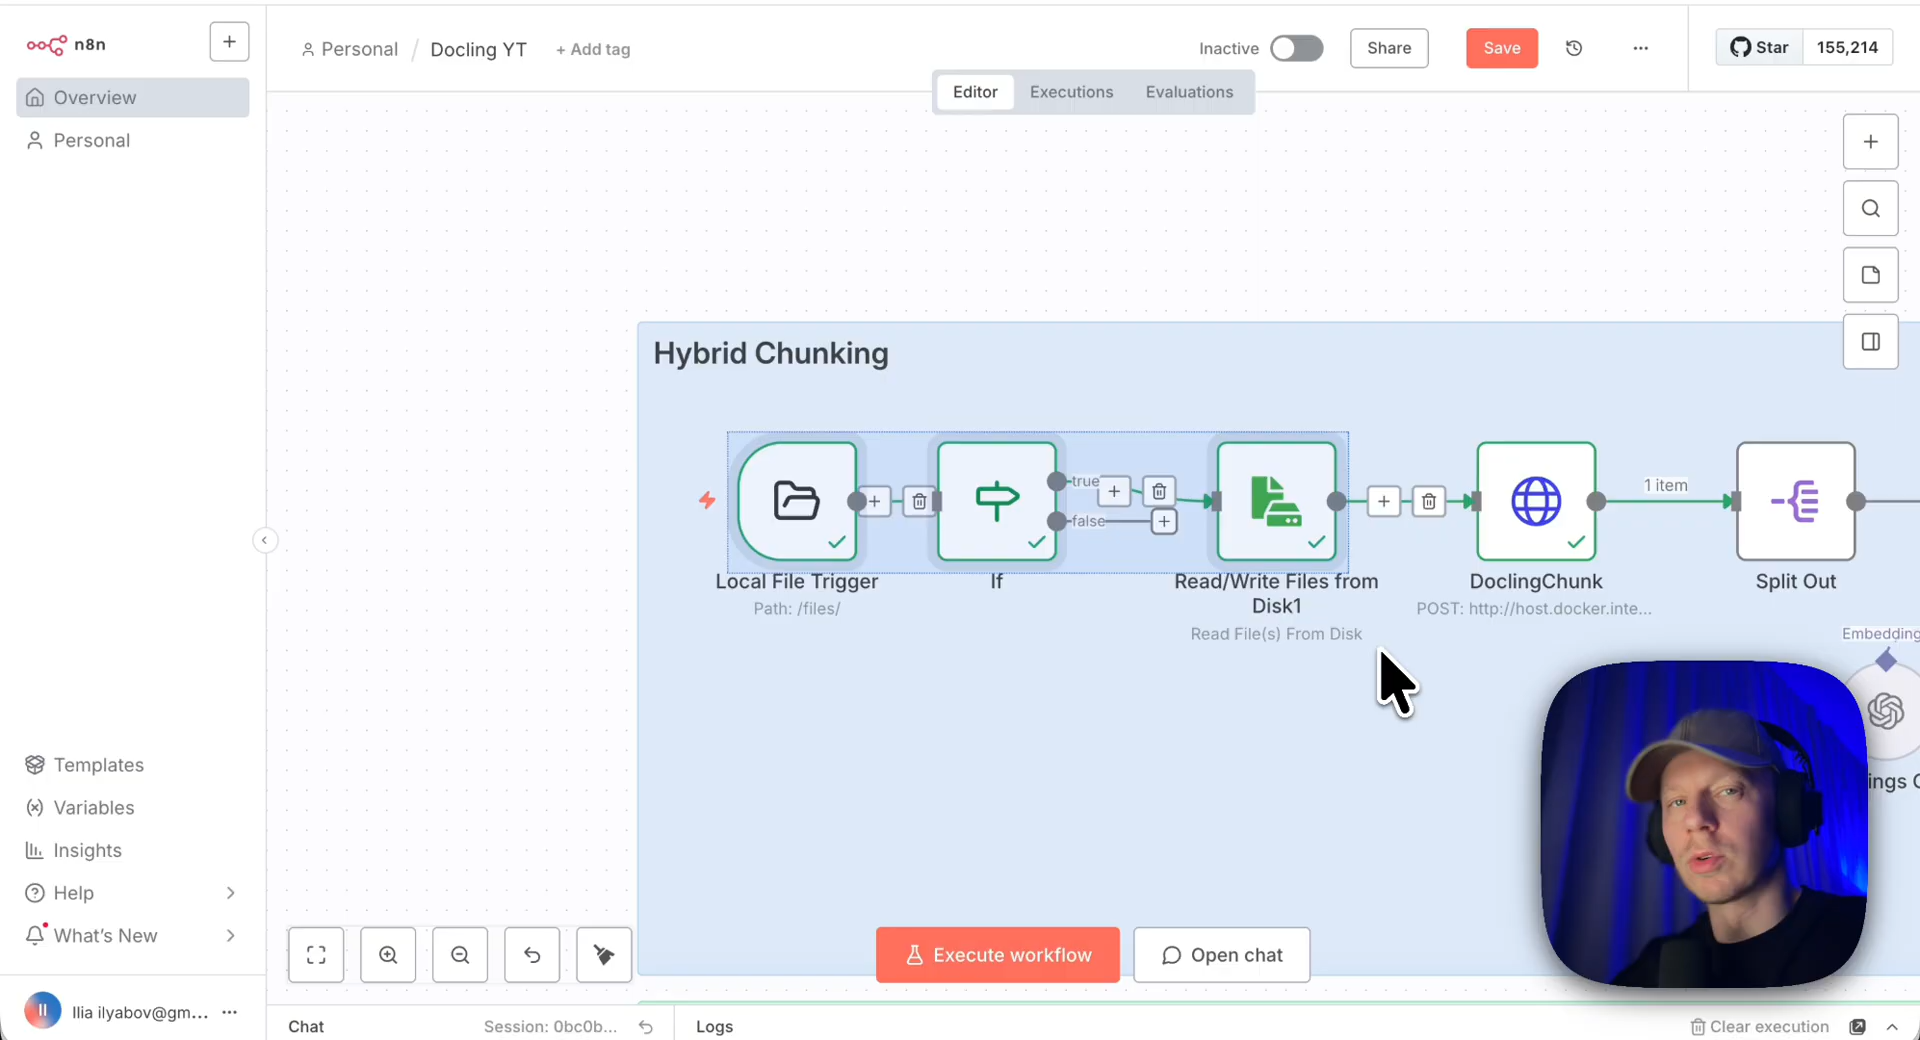 n8n
Personal / Docling YT + Add tag
Inactive
Share
Save
...
Star 155,214
Editor Executions Evaluations
Overview
Personal
Hybrid Chunking
true
false
1 item
Local File Trigger
Path: /files/
If
Read/Write Files from
Disk1
Read File(s) From Disk
DoclingChunk
POST: http://host.docker.inte...
Split Out
Embedding
ings
Templates
Variables
Insights
Help
What's New
Execute workflow
Open chat
II
Ilia ilyabov@gm... ...
Chat
Session: 0bc0b...
Logs
Clear execution